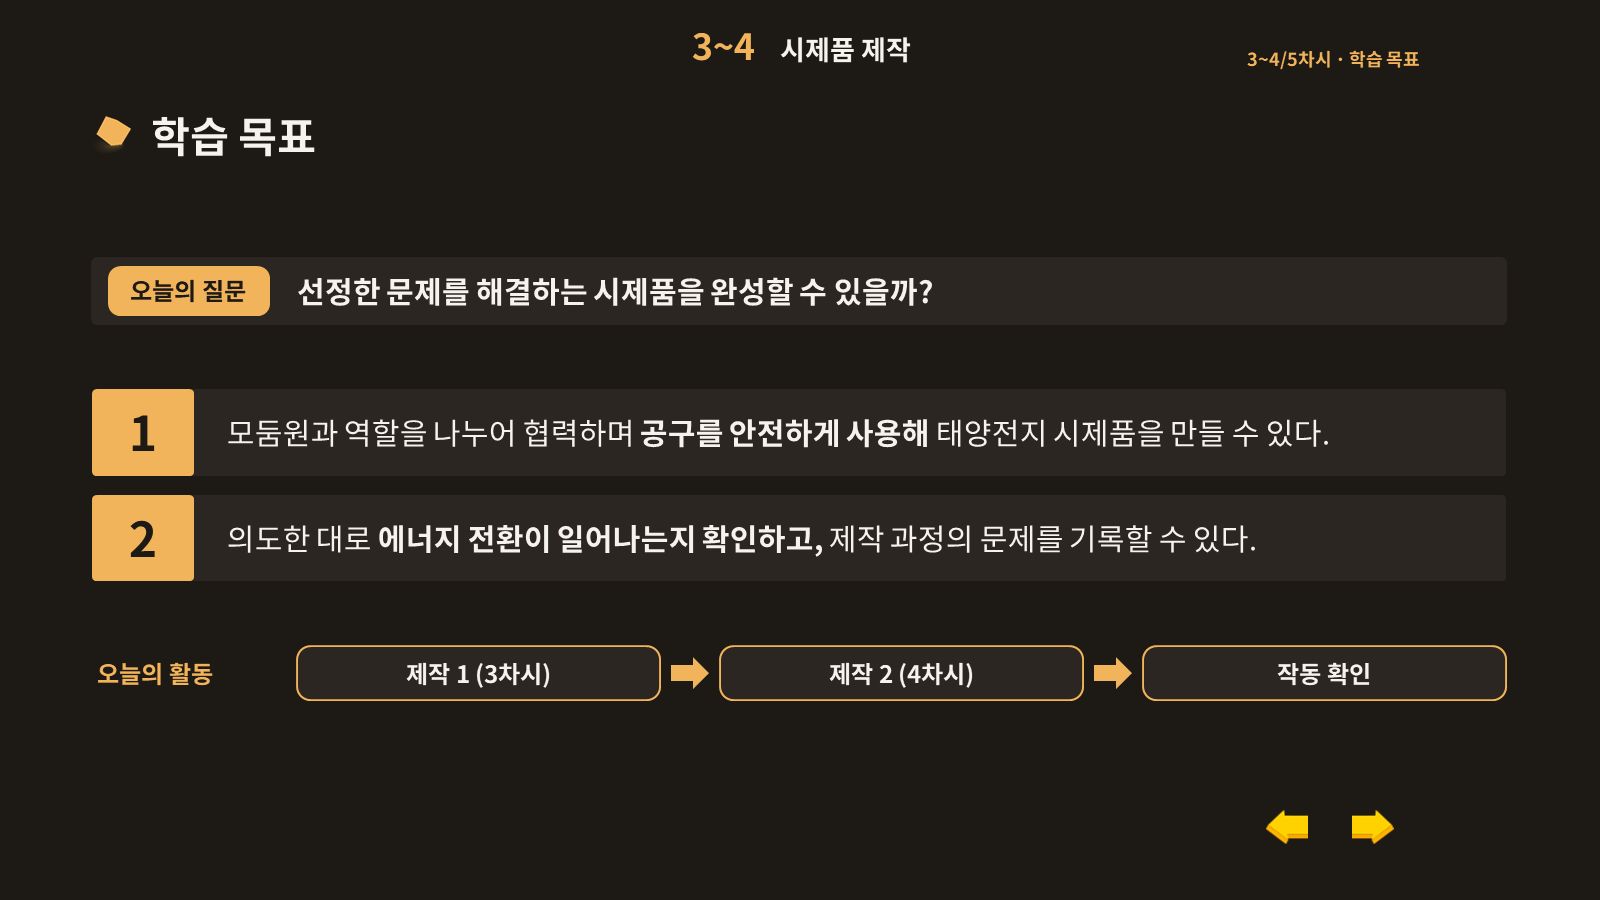 3~4 시제품 제작
3~4/5차시 · 학습 목표
학습 목표
오늘의 질문 선정한 문제를 해결하는 시제품을 완성할 수 있을까?
1 모둠원과 역할을 나누어 협력하며 공구를 안전하게 사용해 태양전지 시제품을 만들 수 있다.
2 의도한 대로 에너지 전환이 일어나는지 확인하고, 제작 과정의 문제를 기록할 수 있다.
오늘의 활동 제작 1 (3차시) 제작 2 (4차시) 작동 확인